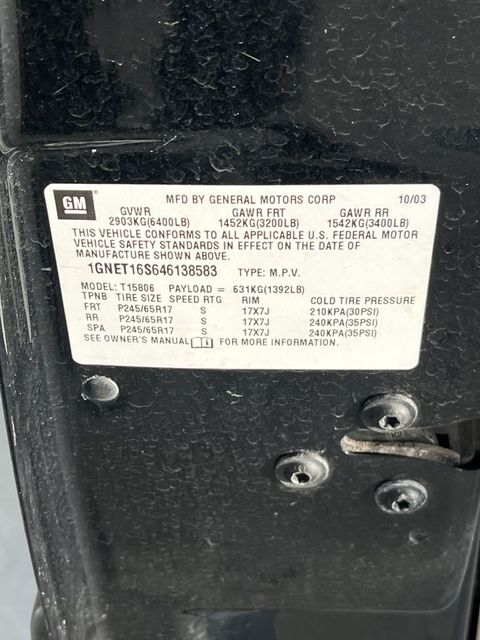 GM
MFD BY GENERAL MOTORS CORP 10/03
GVWR GAWR FRT GAWR RR
2903KG(6400LB) 1452KG(3200LB) 1542KG(3400LB)
THIS VEHICLE CONFORMS TO ALL APPLICABLE U.S. FEDERAL MOTOR
VEHICLE SAFETY STANDARDS IN EFFECT ON THE DATE OF
MANUFACTURE SHOWN ABOVE.
1GNET16S646138583 TYPE: M.P.V.
MODEL: T15806 PAYLOAD = 631KG(1392LB)
TPNB TIRE SIZE SPEED RTG RIM COLD TIRE PRESSURE
FRT P245/65R17 S 17X7J 210KPA(30PSI)
RR P245/65R17 S 17X7J 240KPA(35PSI)
SPA P245/65R17 S 17X7J 240KPA(35PSI)
SEE OWNER'S MANUAL FOR MORE INFORMATION.